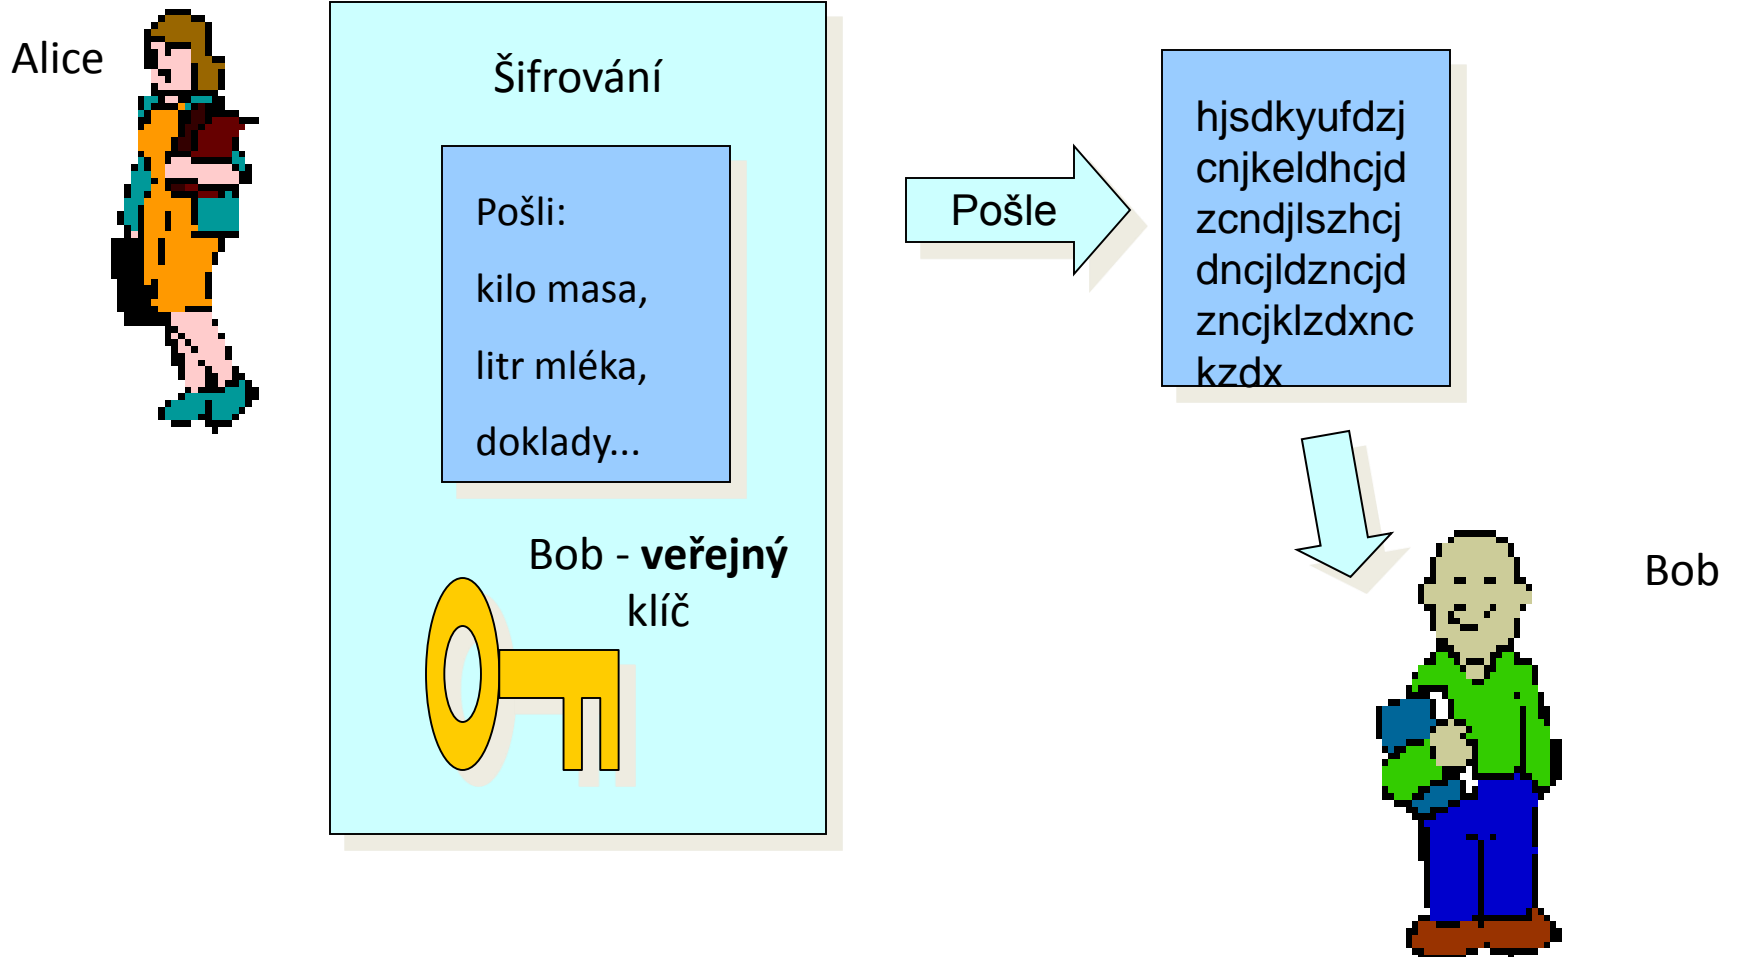 Alice
Šifrování
Pošli:
kilo masa,
litr mléka,
doklady...
Bob - veřejný
klíč
Pošle
hjsdkyufdzj
cnjkeldhcjd
zcndjlszhcj
dncjldzncjd
zncjklzdxnc
kzdx
Bob